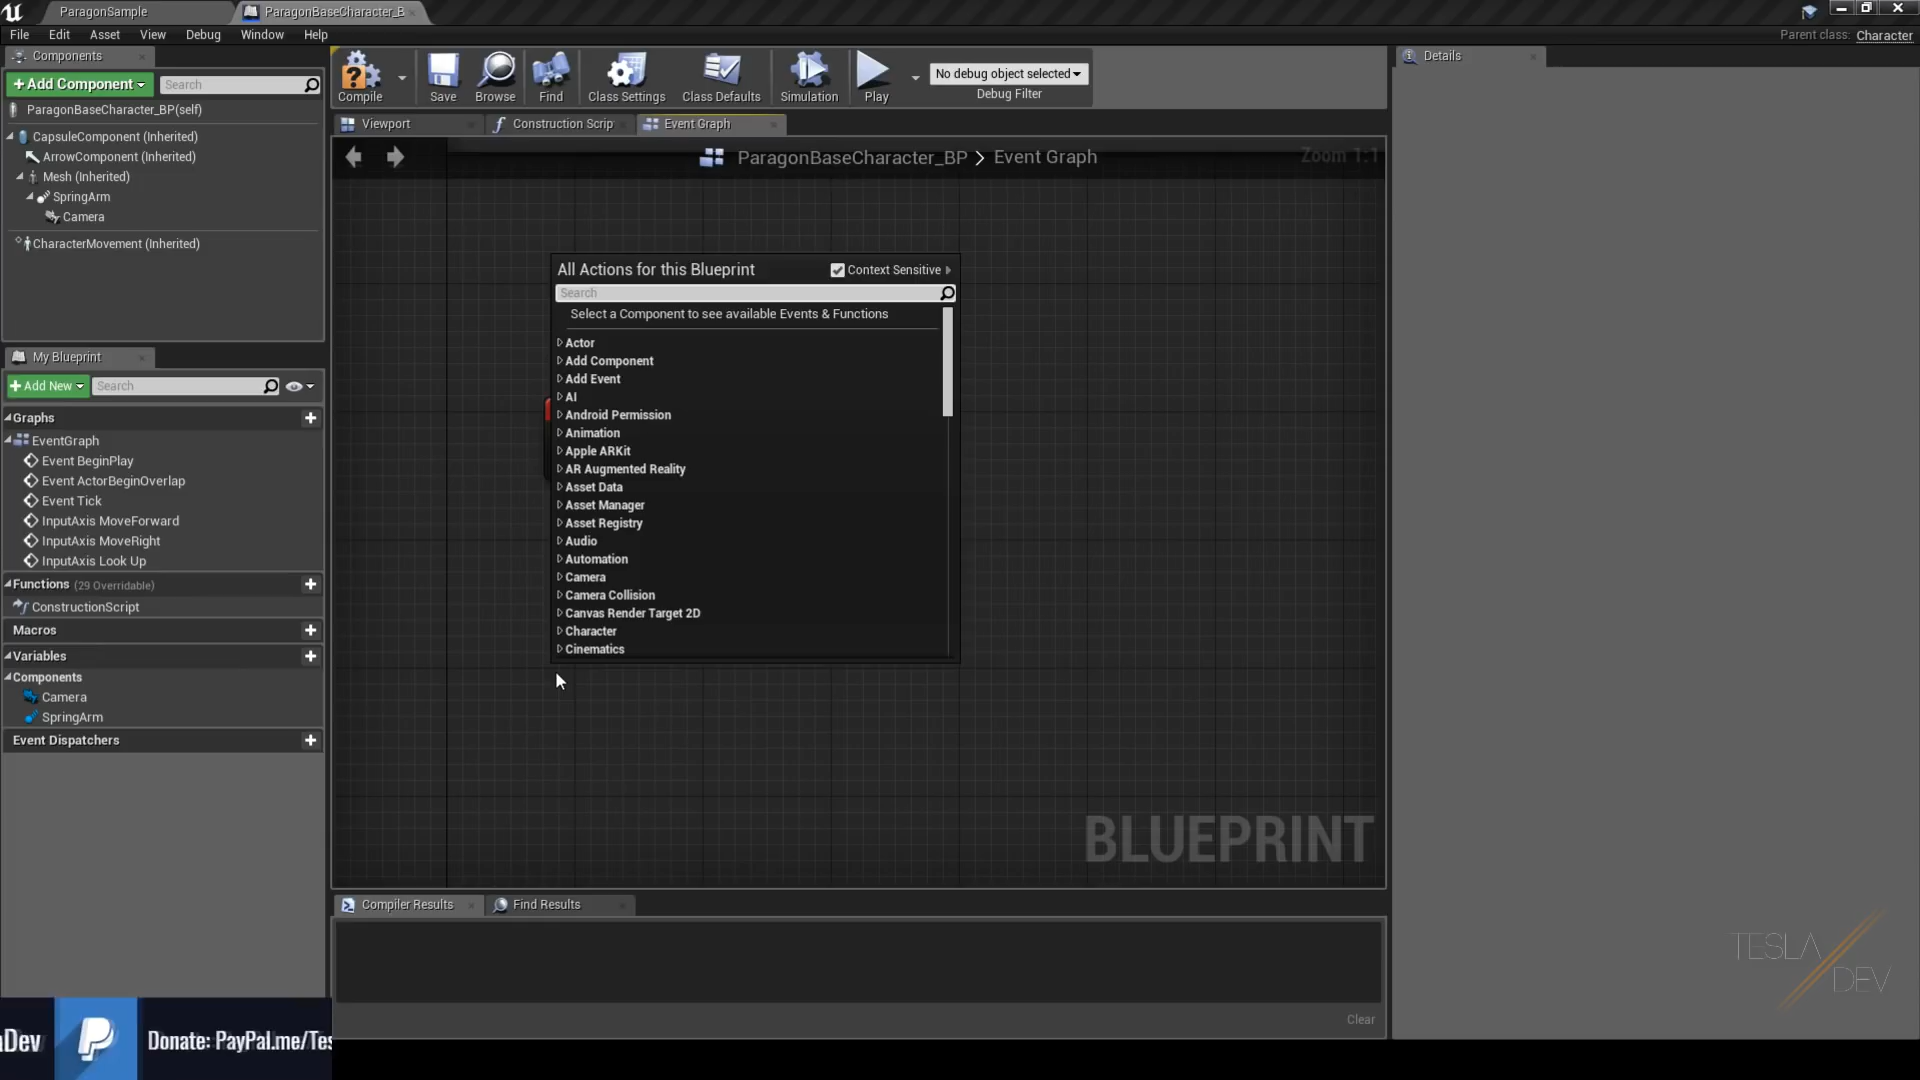 ParagonSample
ParagonBaseCharacter_B
File Edit Asset View Debug Window Help
Parent class: Character
Components
+Add Component
Search
ParagonBaseCharacter_BP(self)
CapsuleComponent (Inherited)
ArrowComponent (Inherited)
Mesh (Inherited)
SpringArm
Camera
CharacterMovement (Inherited)
My Blueprint
+Add New
Search
Graphs
EventGraph
Event BeginPlay
Event ActorBeginOverlap
Event Tick
InputAxis MoveForward
InputAxis MoveRight
InputAxis Look Up
Functions (29 Overridable)
ConstructionScript
Macros
Variables
Components
Camera
SpringArm
Event Dispatchers
Compile
Save
Browse
Find
Class Settings
Class Defaults
Simulation
Play
No debug object selected
Debug Filter
Viewport
Construction Scrip
Event Graph
ParagonBaseCharacter_BP > Event Graph
Zoom 1:1
All Actions for this Blueprint
Context Sensitive
Search
Select a Component to see available Events & Functions
Actor
Add Component
Add Event
AI
Android Permission
Animation
Apple ARKit
AR Augmented Reality
Asset Data
Asset Manager
Asset Registry
Audio
Automation
Camera
Camera Collision
Canvas Render Target 2D
Character
Cinematics
BLUEPRINT
Compiler Results
Find Results
Clear
Details
TESLA
DEV
aDev
Donate: PayPal.me/Tes